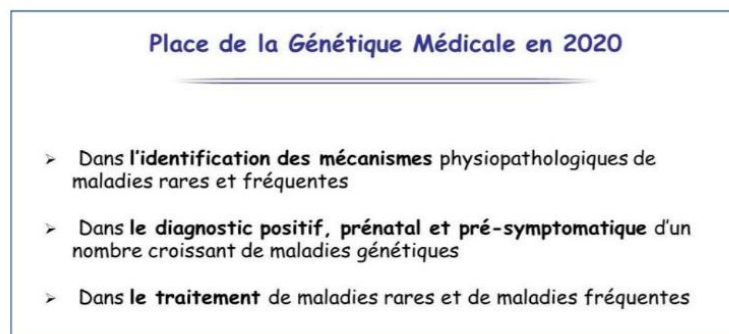 Place de la Génétique Médicale en 2020
➢ Dans l'identification des mécanismes physiopathologiques de
maladies rares et fréquentes
➢ Dans le diagnostic positif, prénatal et pré-symptomatique d'un
nombre croissant de maladies génétiques
➢ Dans le traitement de maladies rares et de maladies fréquentes